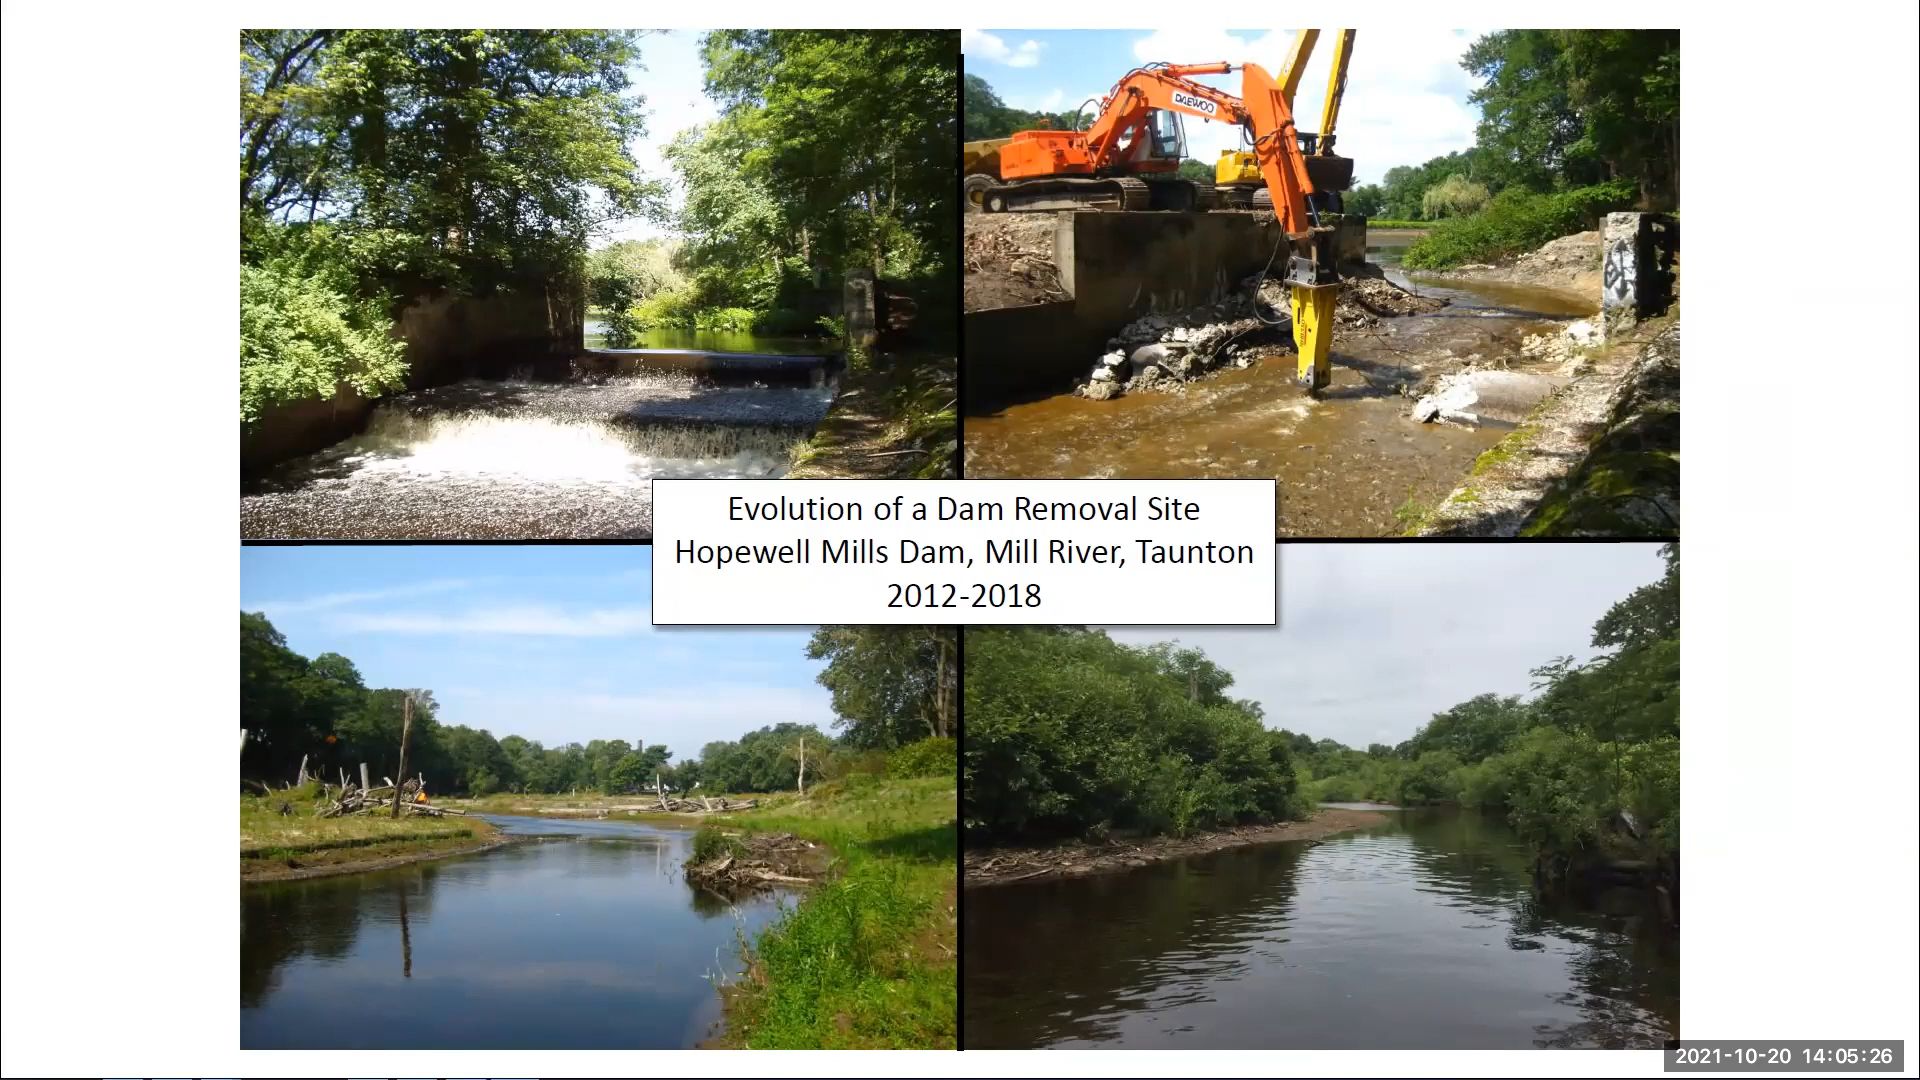 DAEWOO
Evolution of a Dam Removal Site
Hopewell Mills Dam, Mill River, Taunton
2012-2018
2021-10-20 14:05:26